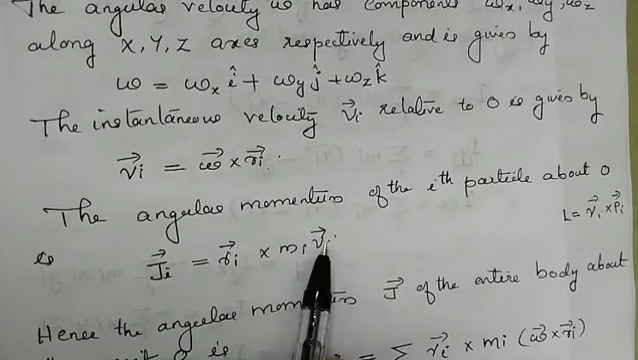 The angular velocity ω has components ωx, ωy, ωz
along X, Y, Z axes respectively and is given by
ω = ωx î + ωy ĵ + ωz k̂
The instantaneous velocity v⃗i relative to O is given by
v⃗i = ω⃗ × r⃗i.
The angular momentum of the ith particle about O
L = r⃗i × p⃗i
is J⃗i = r⃗i × mi v⃗i.
Hence the angular momentum J⃗ of the entire body about
O is = Σ r⃗i × mi (ω⃗ × r⃗i)